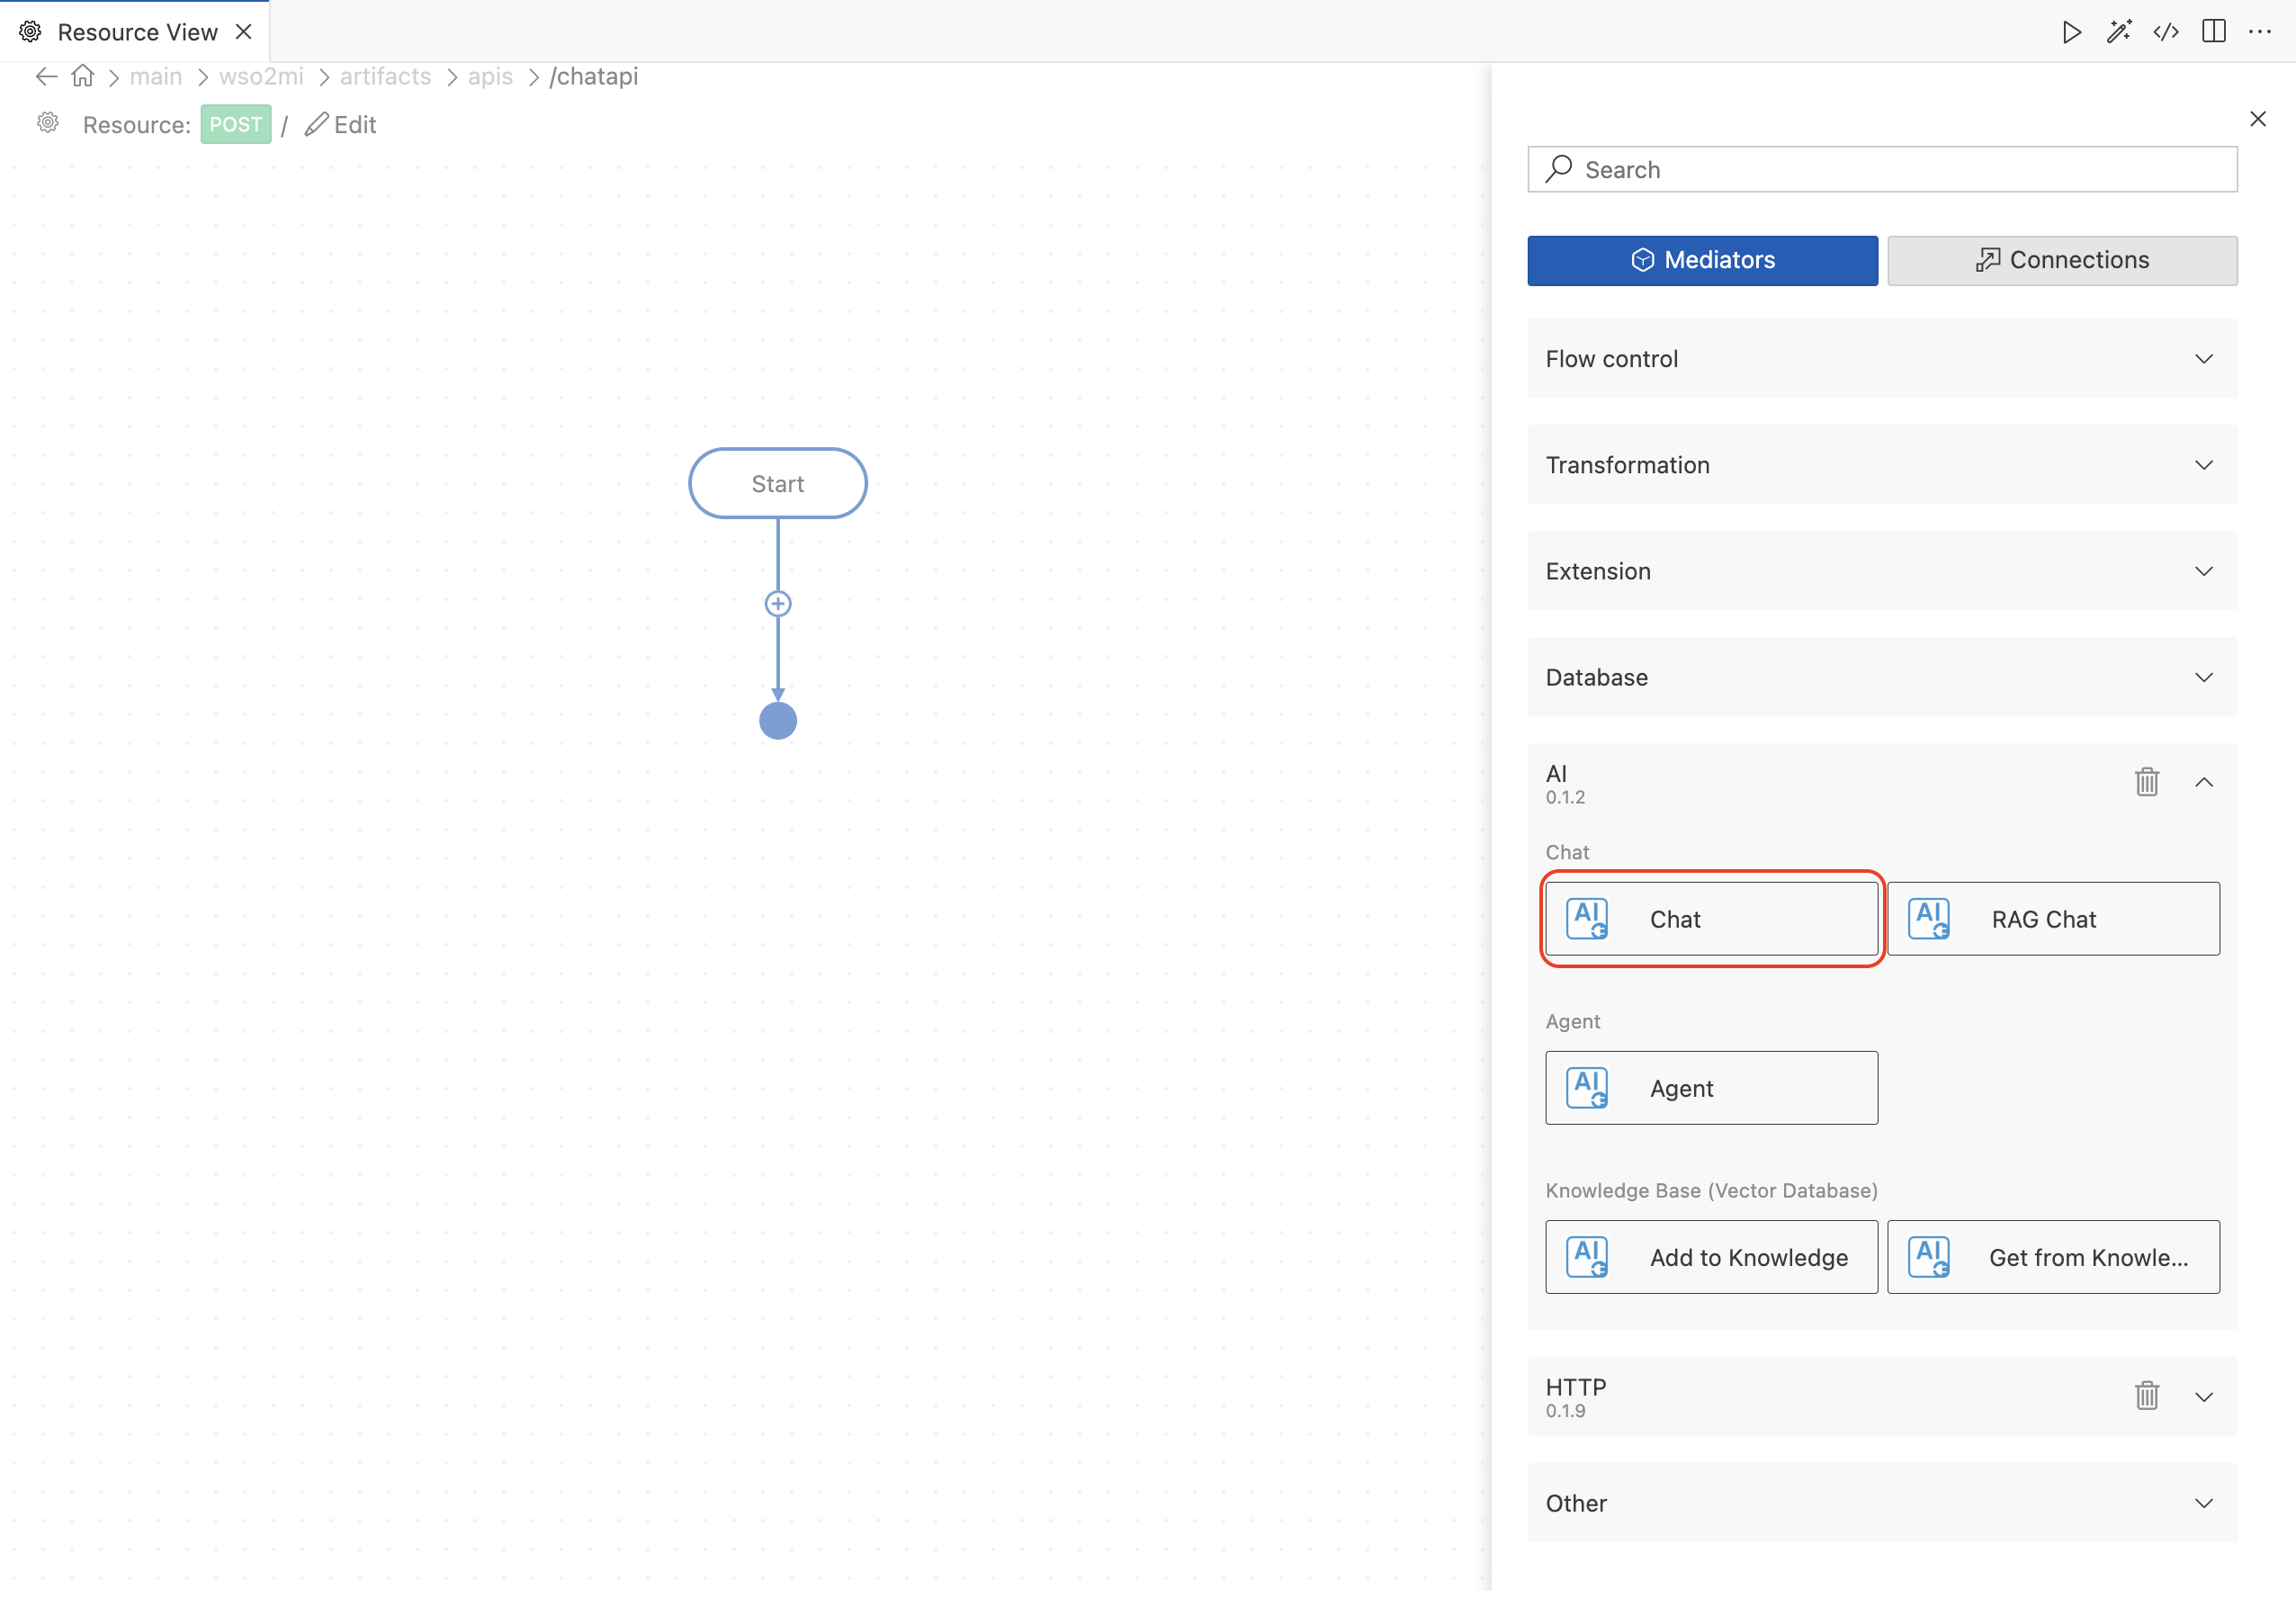 Resource View
main > wso2mi > artifacts > apis > /chatapi
Resource: POST / Edit
Start
Search
Mediators
Connections
Flow control
Transformation
Extension
Database
AI
0.1.2
Chat
AI Chat
AI RAG Chat
Agent
AI Agent
Knowledge Base (Vector Database)
AI Add to Knowledge
AI Get from Knowle...
HTTP
0.1.9
Other